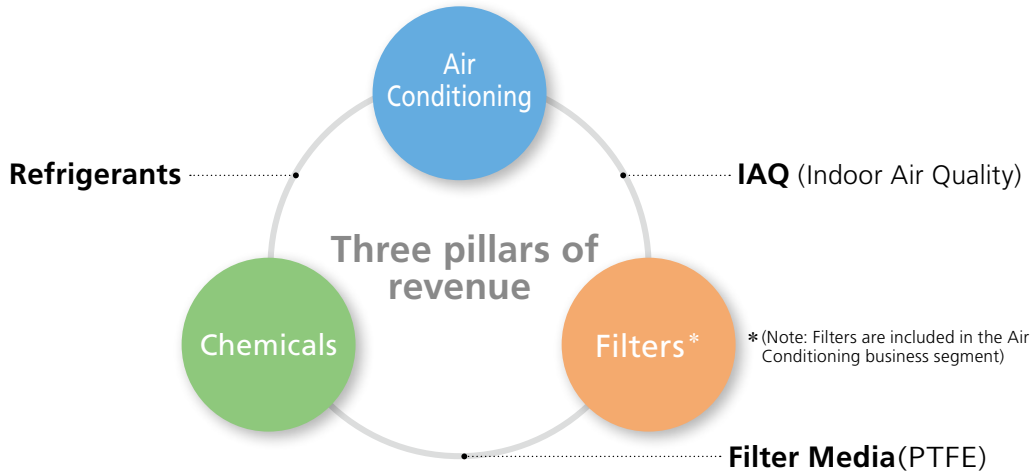 Air
Conditioning
Refrigerants
IAQ (Indoor Air Quality)
Three pillars of
revenue
Chemicals
Filters*
* (Note: Filters are included in the Air
Conditioning business segment)
Filter Media(PTFE)